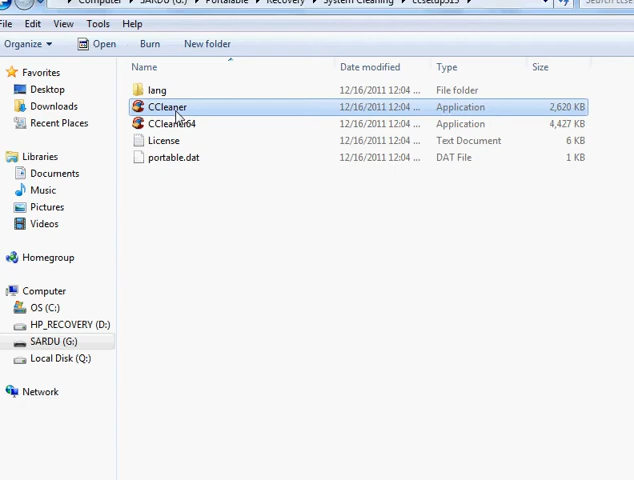 Computer ▸ SARDU (G:) ▸ Portalable ▸ Recovery ▸ System Cleaning ▸ ccsetup313 ▸
File Edit View Tools Help
Organize ▼ Open Burn New folder
Name Date modified Type Size
Favorites
Desktop
Downloads
Recent Places
Libraries
Documents
Music
Pictures
Videos
Homegroup
Computer
OS (C:)
HP_RECOVERY (D:)
SARDU (G:)
Local Disk (Q:)
Network
lang 12/16/2011 12:04 ... File folder
CCleaner 12/16/2011 12:04 ... Application 2,620 KB
CCleaner64 12/16/2011 12:04 ... Application 4,427 KB
License 12/16/2011 12:04 ... Text Document 6 KB
portable.dat 12/16/2011 12:04 ... DAT File 1 KB